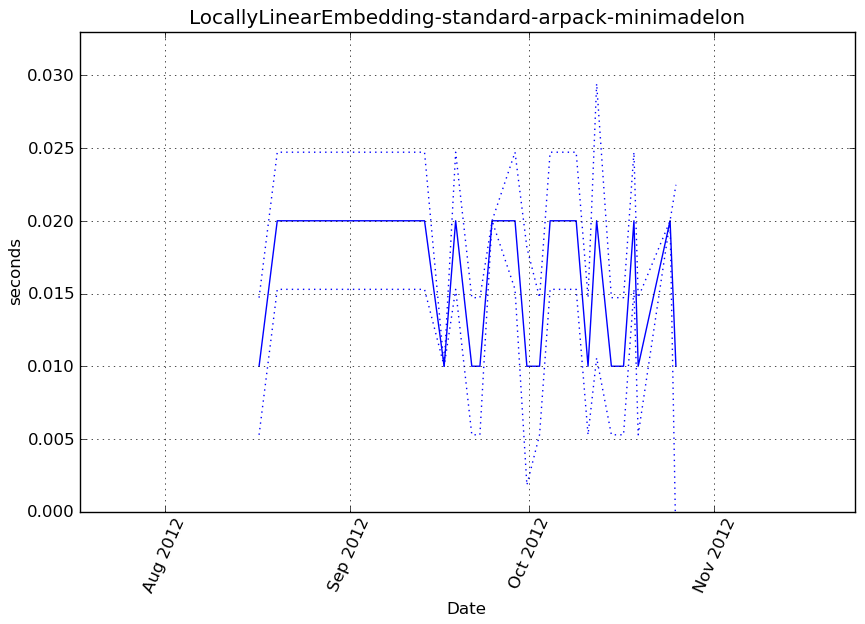 LocallyLinearEmbedding-standard-arpack-minimadelon
0.030
0.025
0.020
0.015
0.010
0.005
0.000
seconds
Aug 2012
Sep 2012
Oct 2012
Nov 2012
Date